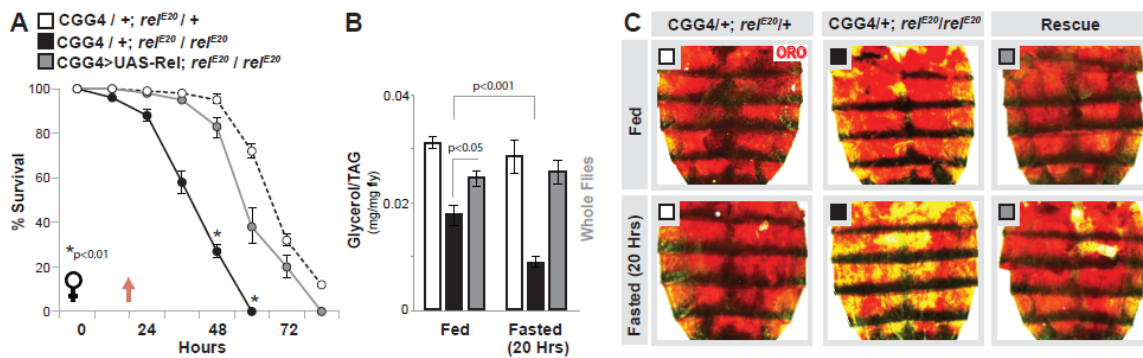 A
CGG4 / +; relᴱ²⁰ / +
CGG4 / +; relᴱ²⁰ / relᴱ²⁰
CGG4>UAS-Rel; relᴱ²⁰ / relᴱ²⁰
100
80
60
40
20
0
% Survival
*p<0.01
*
*
0 24 48 72
Hours
B
0.04
0.02
0
Glycerol/TAG
(mg/mg fly)
p<0.001
p<0.05
Fed Fasted
(20 Hrs)
Whole Flies
C
CGG4/+; relᴱ²⁰/+ CGG4/+; relᴱ²⁰/relᴱ²⁰ Rescue
ORO
Fed
Fasted (20 Hrs)